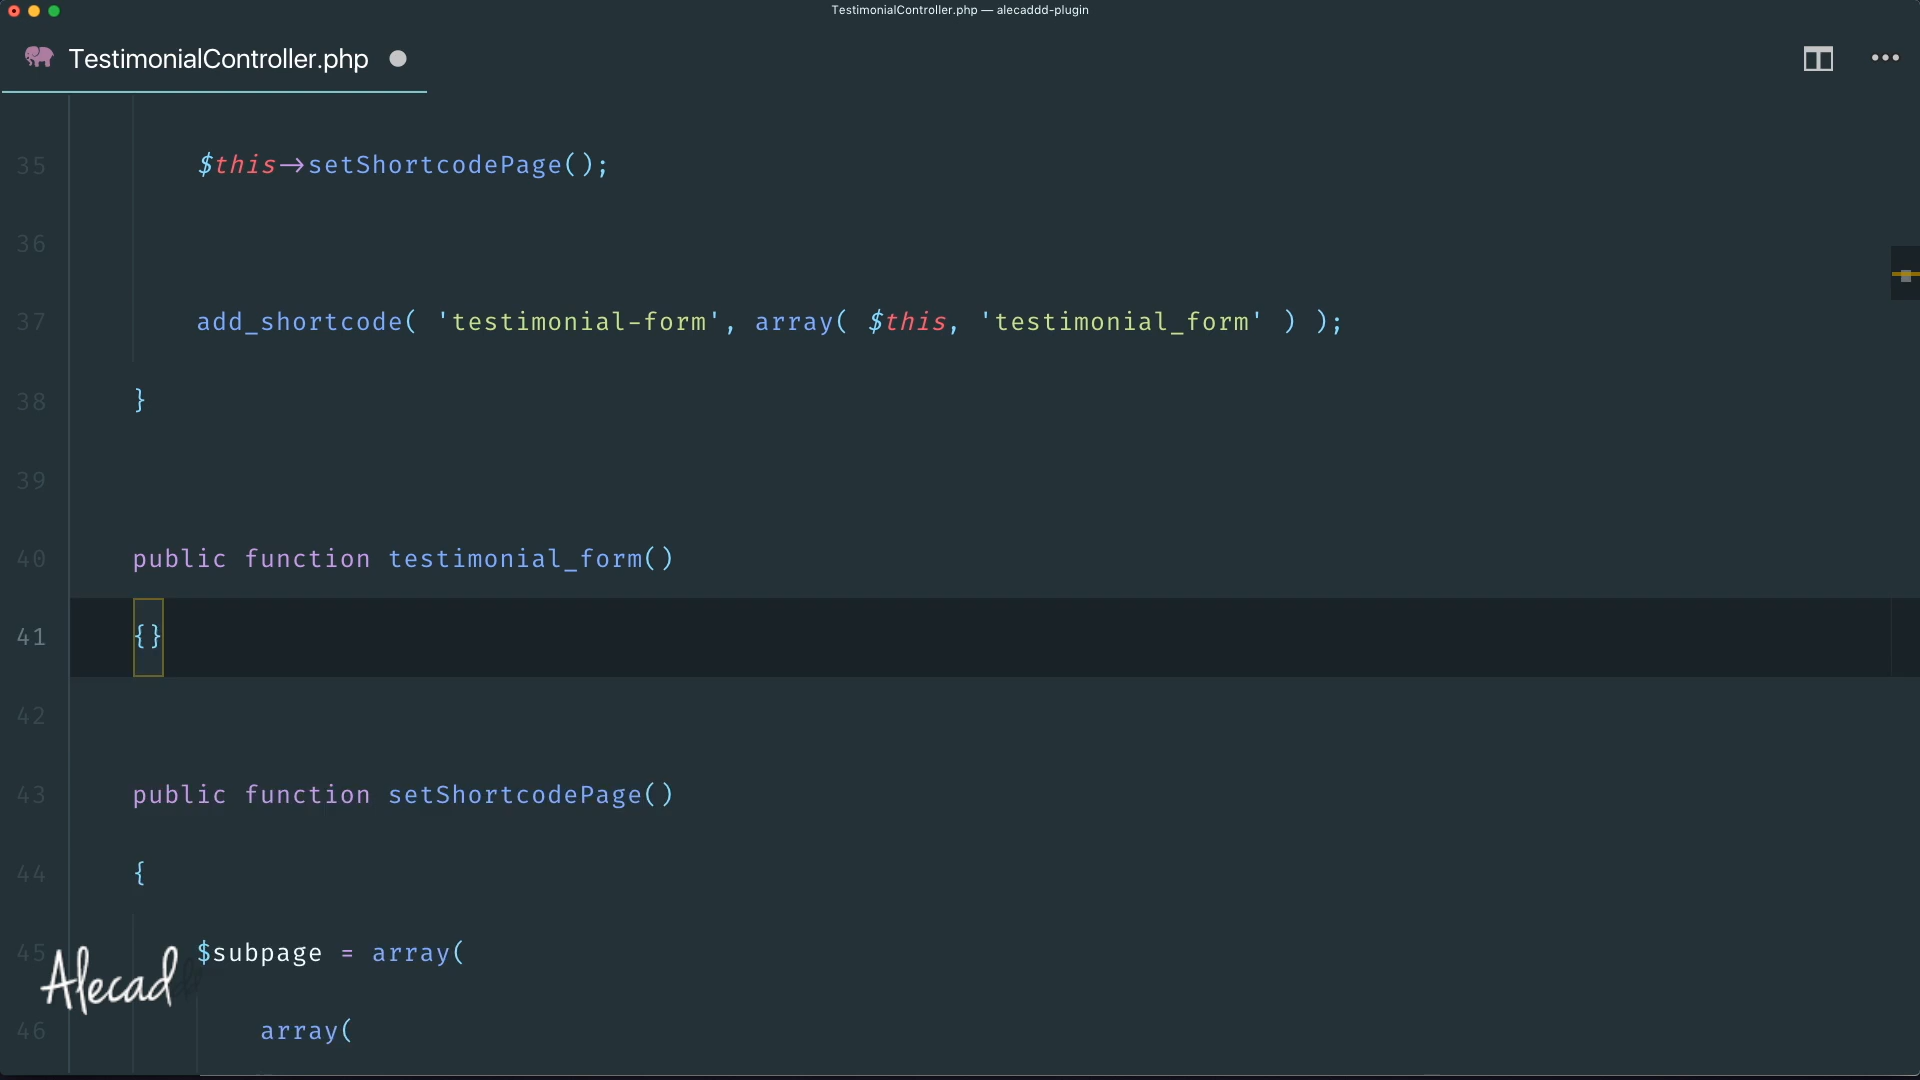 TestimonialController.php — alecaddd-plugin
TestimonialController.php
35 $this->setShortcodePage();
36
37 add_shortcode( 'testimonial-form', array( $this, 'testimonial_form' ) );
38 }
39
40 public function testimonial_form()
41 {}
42
43 public function setShortcodePage()
44 {
45 $subpage = array(
46 array(
Alecad